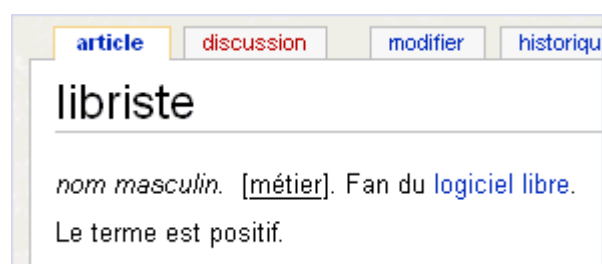 article discussion modifier historiqu
libriste
nom masculin. [métier]. Fan du logiciel libre.
Le terme est positif.